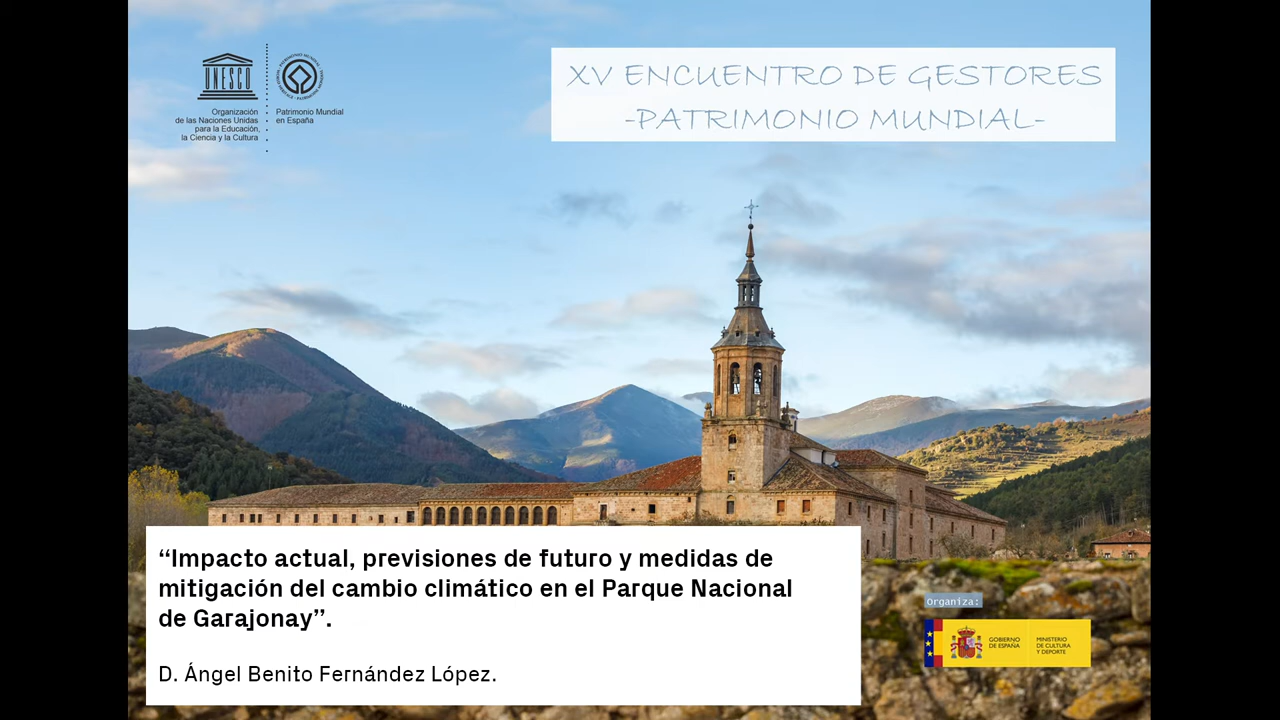 UNESCO
Organización
de las Naciones Unidas
para la Educación,
la Ciencia y la Cultura
Patrimonio Mundial
en España
XV ENCUENTRO DE GESTORES
-PATRIMONIO MUNDIAL-
“Impacto actual, previsiones de futuro y medidas de
mitigación del cambio climático en el Parque Nacional
de Garajonay”.
D. Ángel Benito Fernández López.
Organiza:
GOBIERNO
DE ESPAÑA
MINISTERIO
DE CULTURA
Y DEPORTE